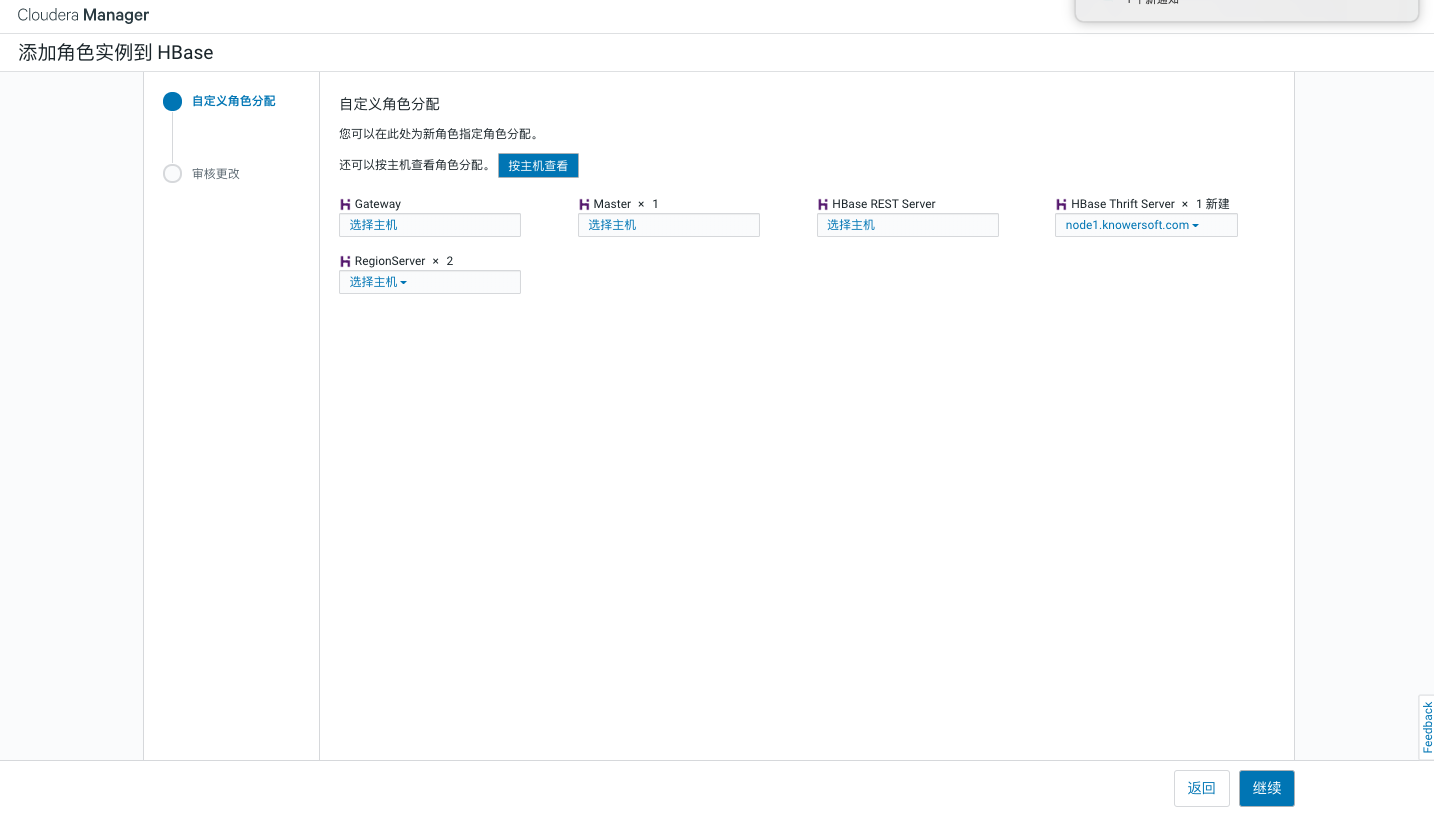 Cloudera Manager
1 个新通知
添加角色实例到 HBase
自定义角色分配
审核更改
自定义角色分配
您可以在此处为新角色指定角色分配。
还可以按主机查看角色分配。 按主机查看
Gateway
选择主机
Master × 1
选择主机
HBase REST Server
选择主机
HBase Thrift Server × 1 新建
node1.knowersoft.com
RegionServer × 2
选择主机
Feedback
返回
继续